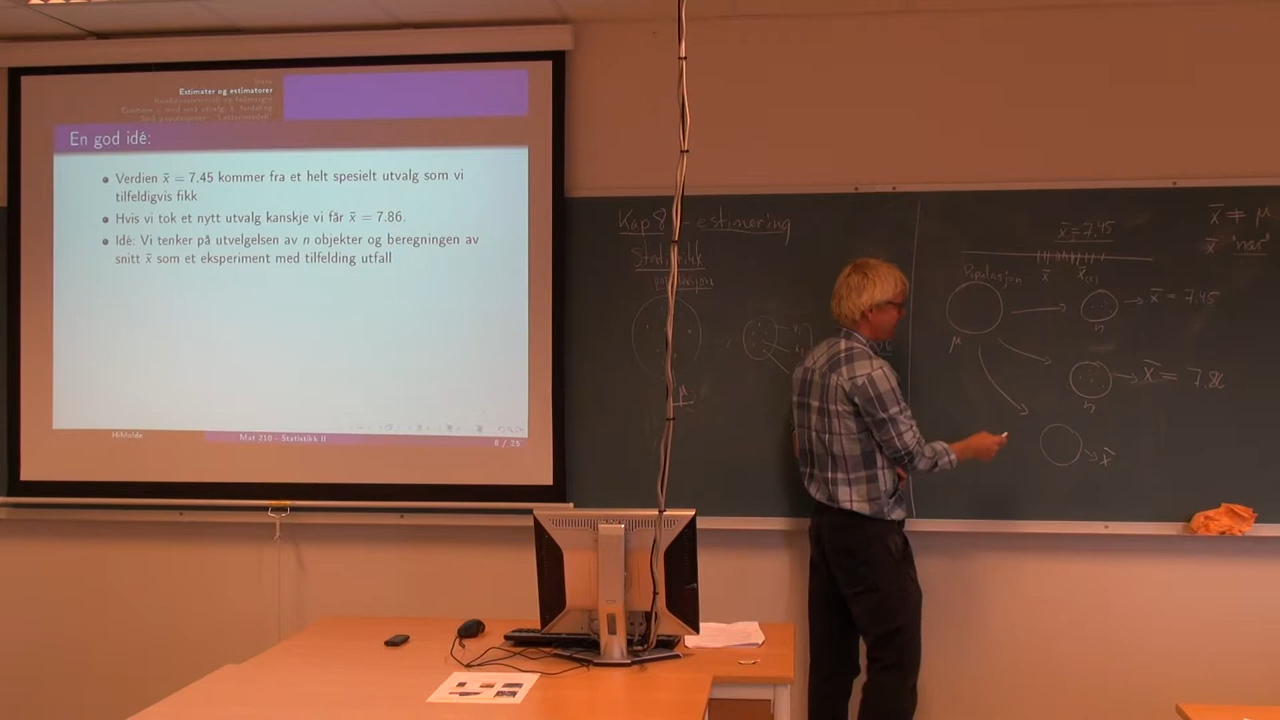 Estimater og estimatorer
En god idé:
Verdien x̄ = 7.45 kommer fra et helt spesielt utvalg som vi
tilfeldigvis fikk
Hvis vi tok et nytt utvalg kanskje vi får x̄ = 7.86.
Idé: Vi tenker på utvelgelsen av n objekter og beregningen av
snitt x̄ som et eksperiment med tilfelding utfall
HiMolde
Mat 210 - Statistikk II
8 / 25
Kap 8 - estimering
Statistikk
populasjon
μ
x̄ = 7.45
x̄ ≠ μ
x̄ "nær"
x̄
Populasjon
μ
n
x̄ = 7.45
n
x̄ = 7.86
x̄